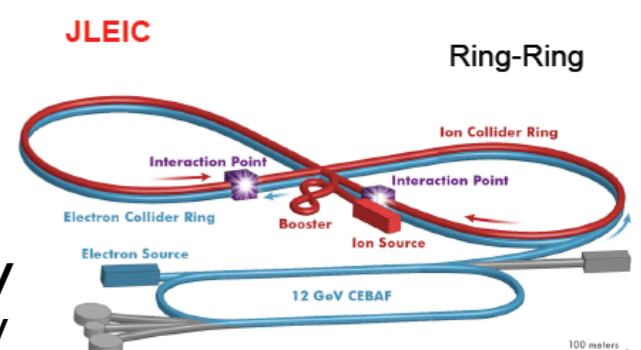 JLEIC
Ring-Ring
Ion Collider Ring
Interaction Point
Interaction Point
Electron Collider Ring
Booster
Ion Source
Electron Source
12 GeV CEBAF
100 meters